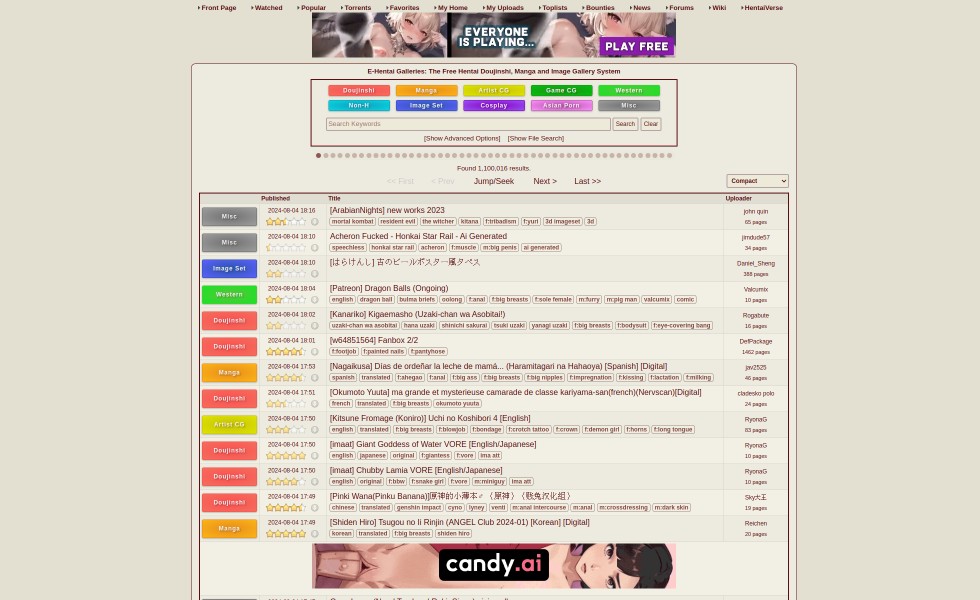 Front Page Watched Popular Torrents Favorites My Home My Uploads Toplists Bounties News Forums Wiki HentaiVerse
EVERYONE
IS PLAYING...
PLAY FREE
E-Hentai Galleries: The Free Hentai Doujinshi, Manga and Image Gallery System
Doujinshi Manga Artist CG Game CG Western
Non-H Image Set Cosplay Asian Porn Misc
Search Keywords Search Clear
[Show Advanced Options] [Show File Search]
Found 1,100,016 results.
<< First < Prev Jump/Seek Next > Last >> Compact
Published Title Uploader
Misc 2024-08-04 18:16 [ArabianNights] new works 2023 john quin
mortal kombat resident evil the witcher kitana f:tribadism f:yuri 3d imageset 3d 65 pages
Misc 2024-08-04 18:10 Acheron Fucked - Honkai Star Rail - Ai Generated jimdude57
speechless honkai star rail acheron f:muscle m:big penis ai generated 34 pages
Image Set 2024-08-04 18:10 [はらけんし] 吉のビールポスター風タペス Daniel_Sheng
388 pages
Western 2024-08-04 18:04 [Patreon] Dragon Balls (Ongoing) Valcumix
english dragon ball bulma briefs oolong f:anal f:big breasts f:sole female m:furry m:pig man valcumix comic 10 pages
Doujinshi 2024-08-04 18:02 [Kanariko] Kigaemasho (Uzaki-chan wa Asobitai!) Rogabute
uzaki-chan wa asobitai hana uzaki shinichi sakurai tsuki uzaki yanagi uzaki f:big breasts f:bodysuit f:eye-covering bang 16 pages
Doujinshi 2024-08-04 18:01 [w64851564] Fanbox 2/2 DefPackage
f:footjob f:painted nails f:pantyhose 1462 pages
Manga 2024-08-04 17:53 [Nagaikusa] Días de ordeñar la leche de mamá... (Haramitagari na Hahaoya) [Spanish] [Digital] jav2525
spanish translated f:ahegao f:anal f:big ass f:big breasts f:big nipples f:impregnation f:kissing f:lactation f:milking 46 pages
Doujinshi 2024-08-04 17:51 [Okumoto Yuuta] ma grande et mysterieuse camarade de classe kariyama-san(french)(Nervscan)[Digital] cladesko polo
french translated f:big breasts okumoto yuuta 24 pages
Artist CG 2024-08-04 17:50 [Kitsune Fromage (Koniro)] Uchi no Koshibori 4 [English] RyonaG
english translated f:big breasts f:blowjob f:bondage f:crotch tattoo f:crown f:demon girl f:horns f:long tongue 83 pages
Doujinshi 2024-08-04 17:50 [imaat] Giant Goddess of Water VORE [English/Japanese] RyonaG
english japanese original f:giantess f:vore ima att 10 pages
Doujinshi 2024-08-04 17:50 [imaat] Chubby Lamia VORE [English/Japanese] RyonaG
english original f:bbw f:snake girl f:vore m:miniguy ima att 10 pages
Doujinshi 2024-08-04 17:49 [Pinki Wana(Pinku Banana)]原神的小薄本♂（原神） Sky大王
chinese translated genshin impact cyno lyney venti m:anal intercourse m:anal m:crossdressing m:dark skin 19 pages
Manga 2024-08-04 17:49 [Shiden Hiro] Tsugou no Ii Rinjin (ANGEL Club 2024-01) [Korean] [Digital] Reichen
korean translated f:big breasts shiden hiro 20 pages
candy.ai